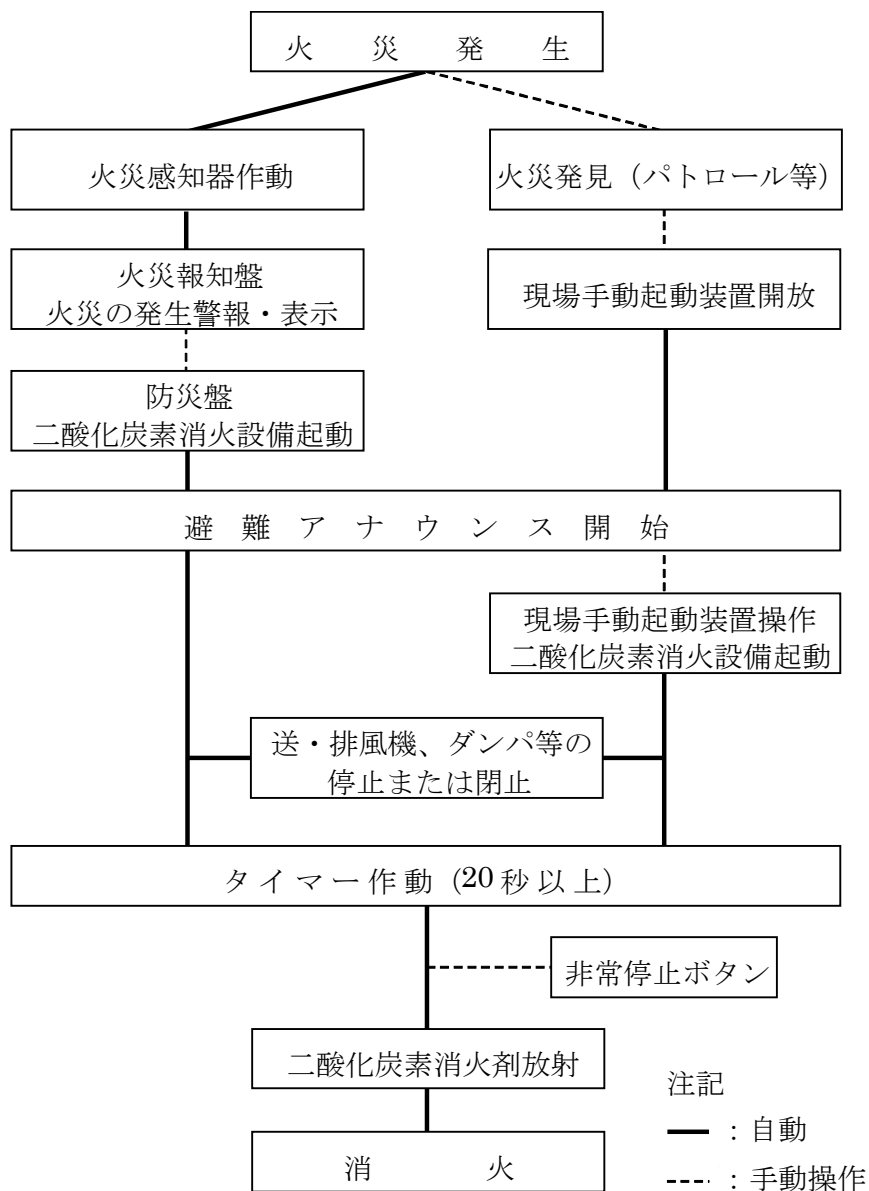 火災発生
火災感知器作動
火災発見（パトロール等）
火災報知盤
火災の発生警報・表示
現場手動起動装置開放
防災盤
二酸化炭素消火設備起動
避難アナウンス開始
現場手動起動装置操作
二酸化炭素消火設備起動
送・排風機、ダンパ等の
停止または閉止
タイマー作動（20秒以上）
非常停止ボタン
二酸化炭素消火剤放射
消火
注記
：自動
：手動操作